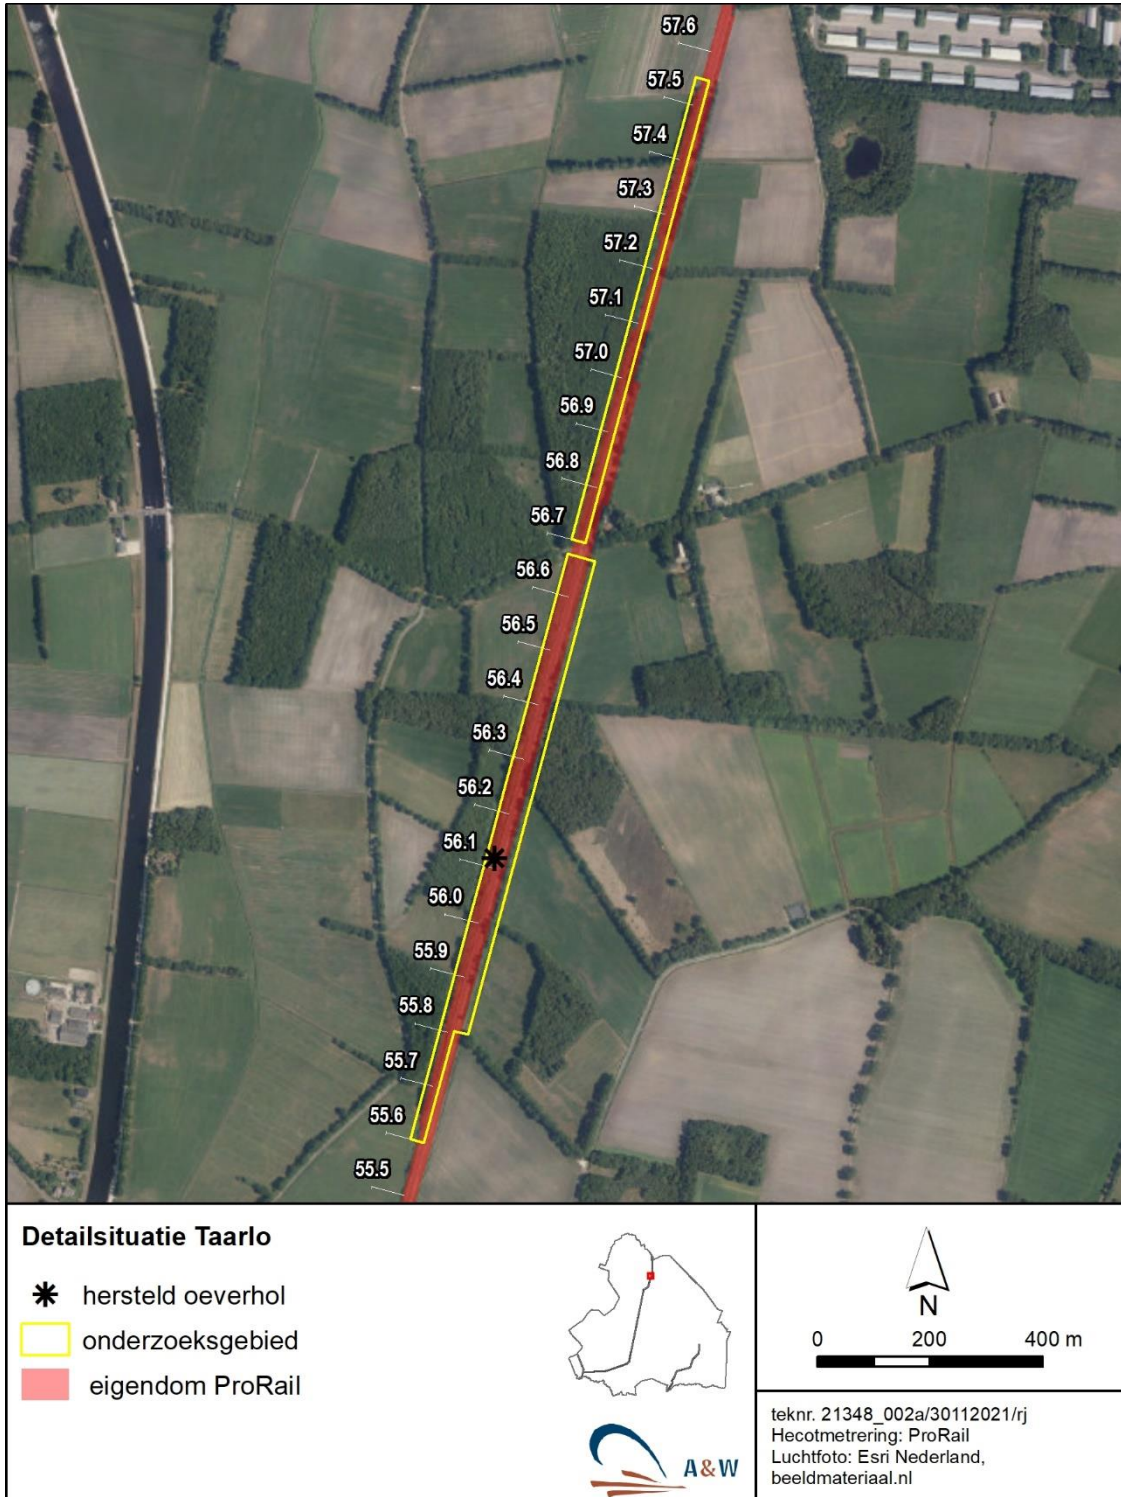 57.6
57.5
57.4
57.3
57.2
57.1
57.0
56.9
56.8
56.7
56.6
56.5
56.4
56.3
56.2
56.1
56.0
55.9
55.8
55.7
55.6
55.5
Detailsituatie Taarlo
hersteld oeverhol
onderzoeksgebied
eigendom ProRail
A&W
N
0 200 400 m
teknr. 21348_002a/30112021/rj
Hecotmetrering: ProRail
Luchtfoto: Esri Nederland,
beeldmateriaal.nl